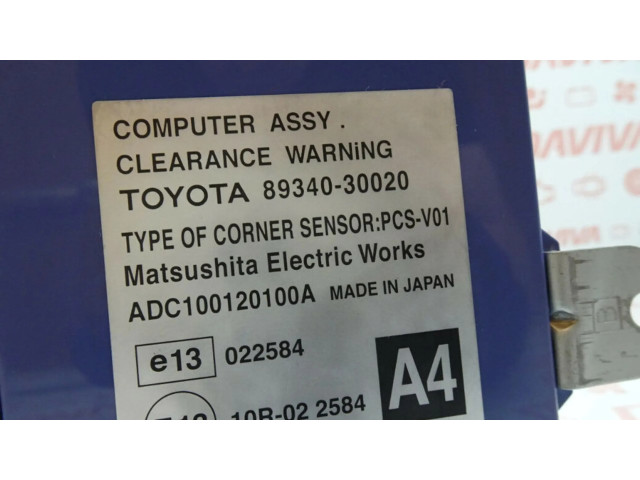 COMPUTER ASSY .
CLEARANCE WARNiNG
TOYOTA 89340-30020
TYPE OF CORNER SENSOR:PCS-V01
Matsushita Electric Works
ADC100120100A MADE IN JAPAN
e13 022584
A4
10R-02 2584
DAVIVA